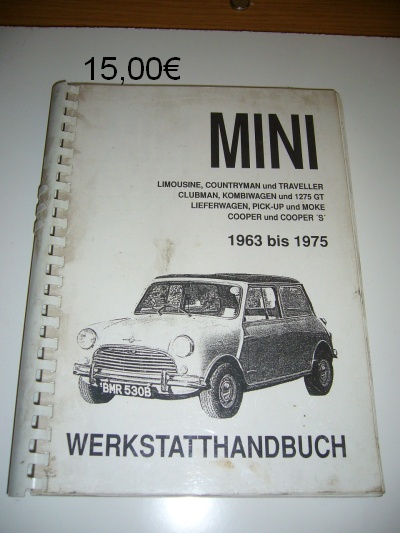 15,00€
MINI
LIMOUSINE, COUNTRYMAN und TRAVELLER
CLUBMAN, KOMBIWAGEN und 1275 GT
LIEFERWAGEN, PICK-UP und MOKE
COOPER und COOPER ´S´
1963 bis 1975
BMR 530B
WERKSTATTHANDBUCH